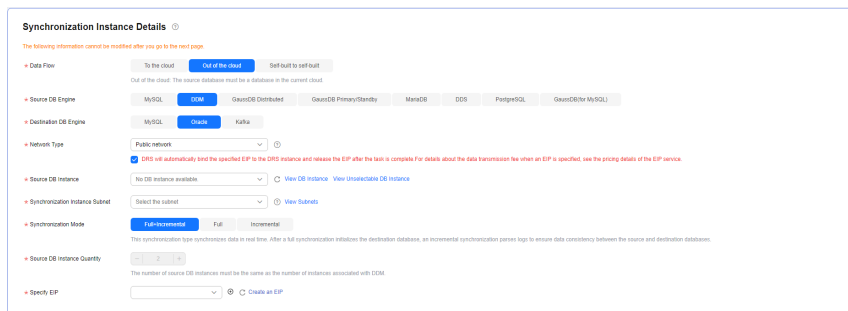 Synchronization Instance Details
The following information cannot be modified after you go to the next page.
* Data Flow
To the cloud Out of the cloud Self-built to self-built
Out of the cloud: The source database must be a database in the current cloud.
* Source DB Engine
MySQL DDM GaussDB Distributed GaussDB Primary/Standby MariaDB DDS PostgreSQL GaussDB(for MySQL)
* Destination DB Engine
MySQL Oracle Kafka
* Network Type
Public network
DRS will automatically bind the specified EIP to the DRS instance and release the EIP after the task is complete.For details about the data transmission fee when an EIP is specified, see the pricing details of the EIP service.
* Source DB Instance
No DB instance available. View DB Instance View Unselectable DB Instance
* Synchronization Instance Subnet
Select the subnet View Subnets
* Synchronization Mode
Full+Incremental Full Incremental
This synchronization type synchronizes data in real time. After a full synchronization initializes the destination database, an incremental synchronization parses logs to ensure data consistency between the source and destination databases.
* Source DB Instance Quantity
- 2 +
The number of source DB instances must be the same as the number of instances associated with DDM.
* Specify EIP
Create an EIP